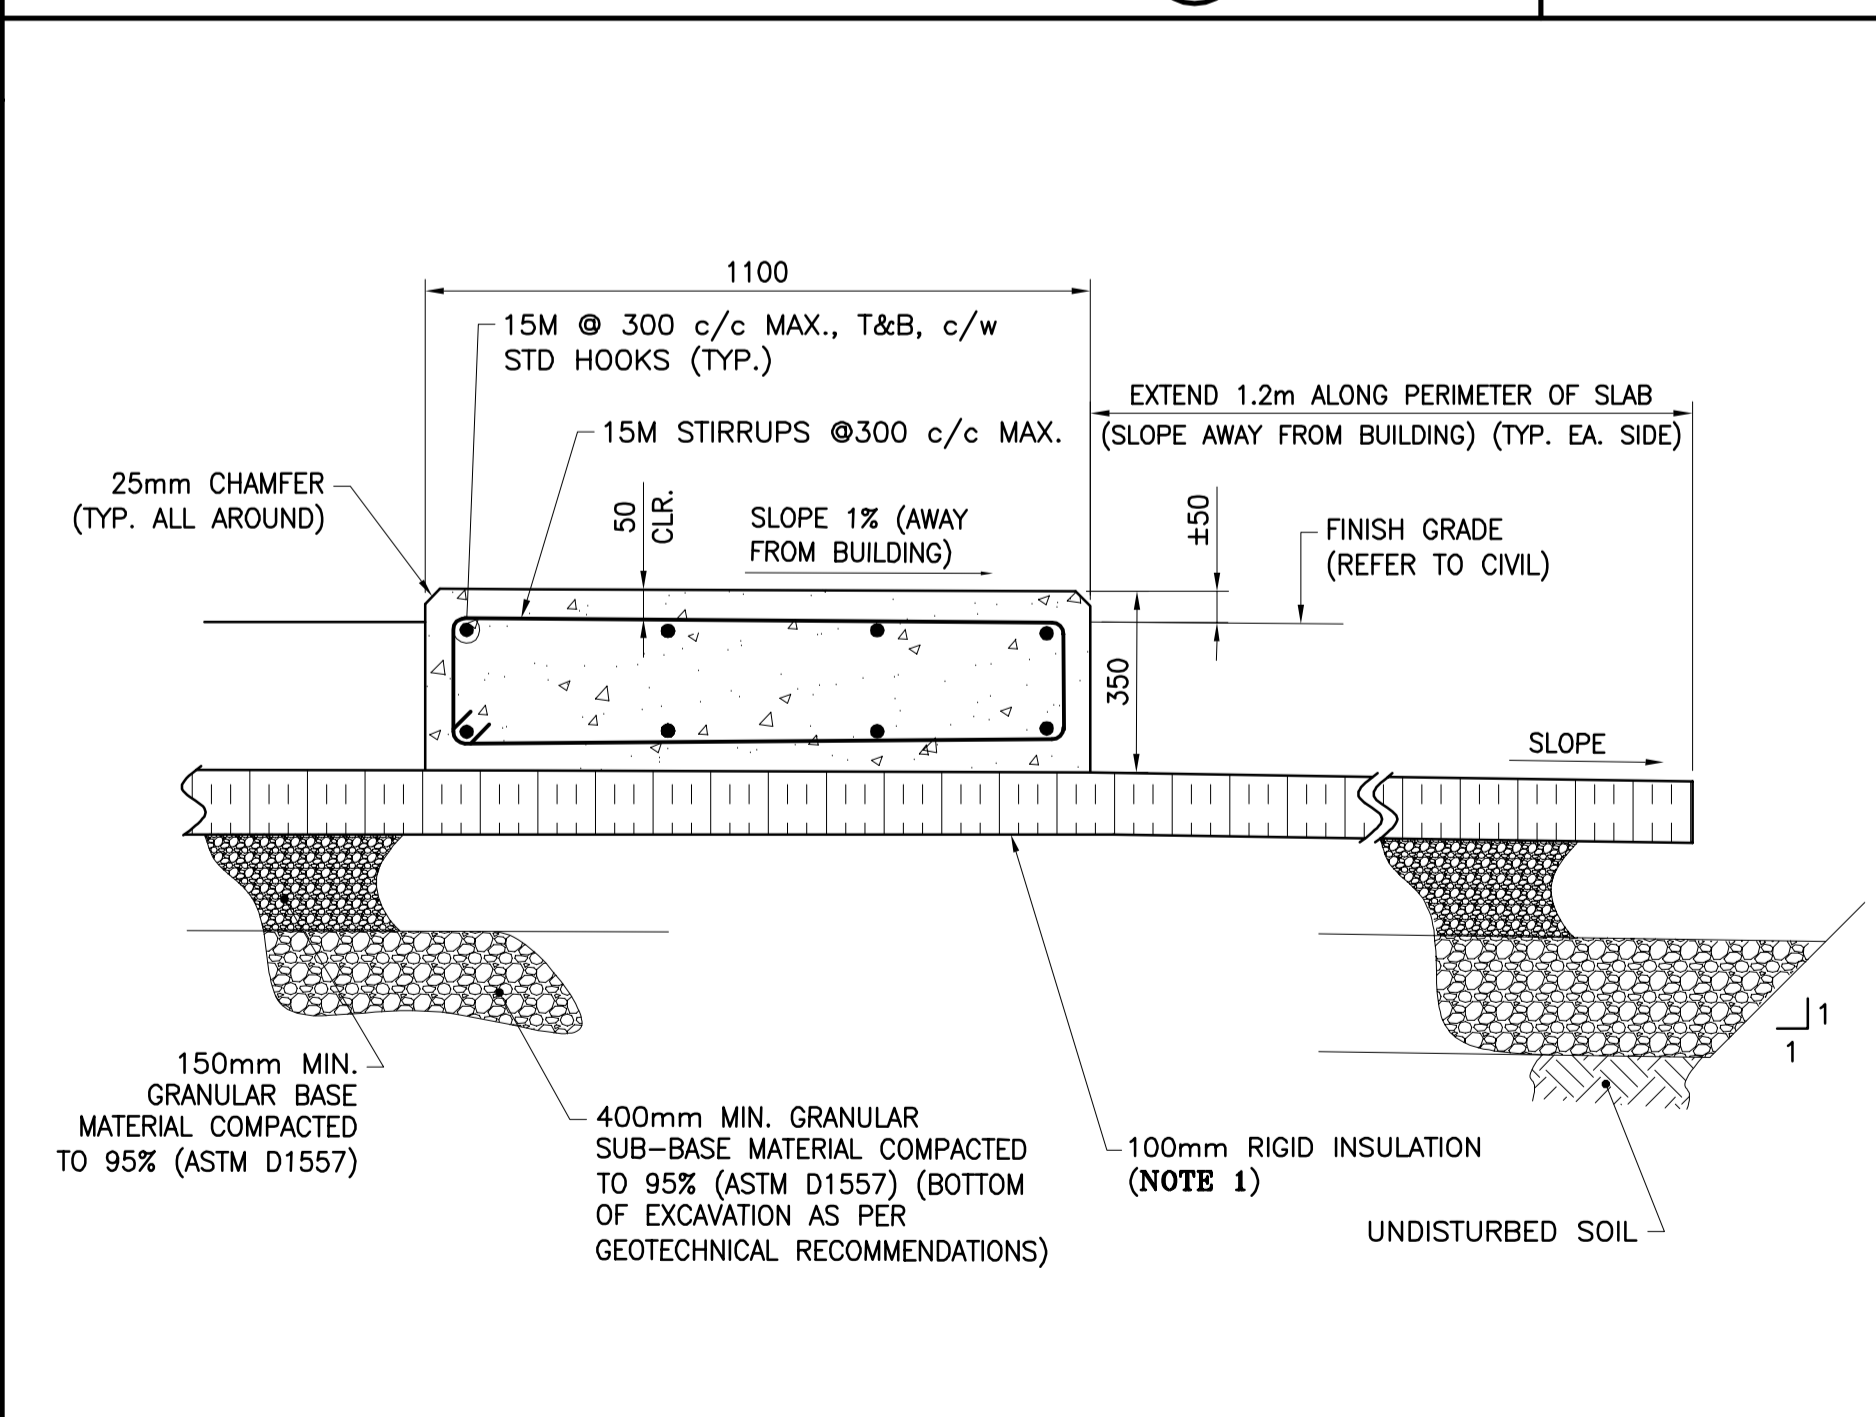 1100
15M @ 300 c/c MAX., T&B, c/w
STD HOOKS (TYP.)
EXTEND 1.2m ALONG PERIMETER OF SLAB
(SLOPE AWAY FROM BUILDING) (TYP. EA. SIDE)
15M STIRRUPS @300 c/c MAX.
25mm CHAMFER
(TYP. ALL AROUND)
50
CLR.
SLOPE 1% (AWAY
FROM BUILDING)
±50
FINISH GRADE
(REFER TO CIVIL)
350
SLOPE
1
1
150mm MIN.
GRANULAR BASE
MATERIAL COMPACTED
TO 95% (ASTM D1557)
400mm MIN. GRANULAR
SUB-BASE MATERIAL COMPACTED
TO 95% (ASTM D1557) (BOTTOM
OF EXCAVATION AS PER
GEOTECHNICAL RECOMMENDATIONS)
100mm RIGID INSULATION
(NOTE 1)
UNDISTURBED SOIL